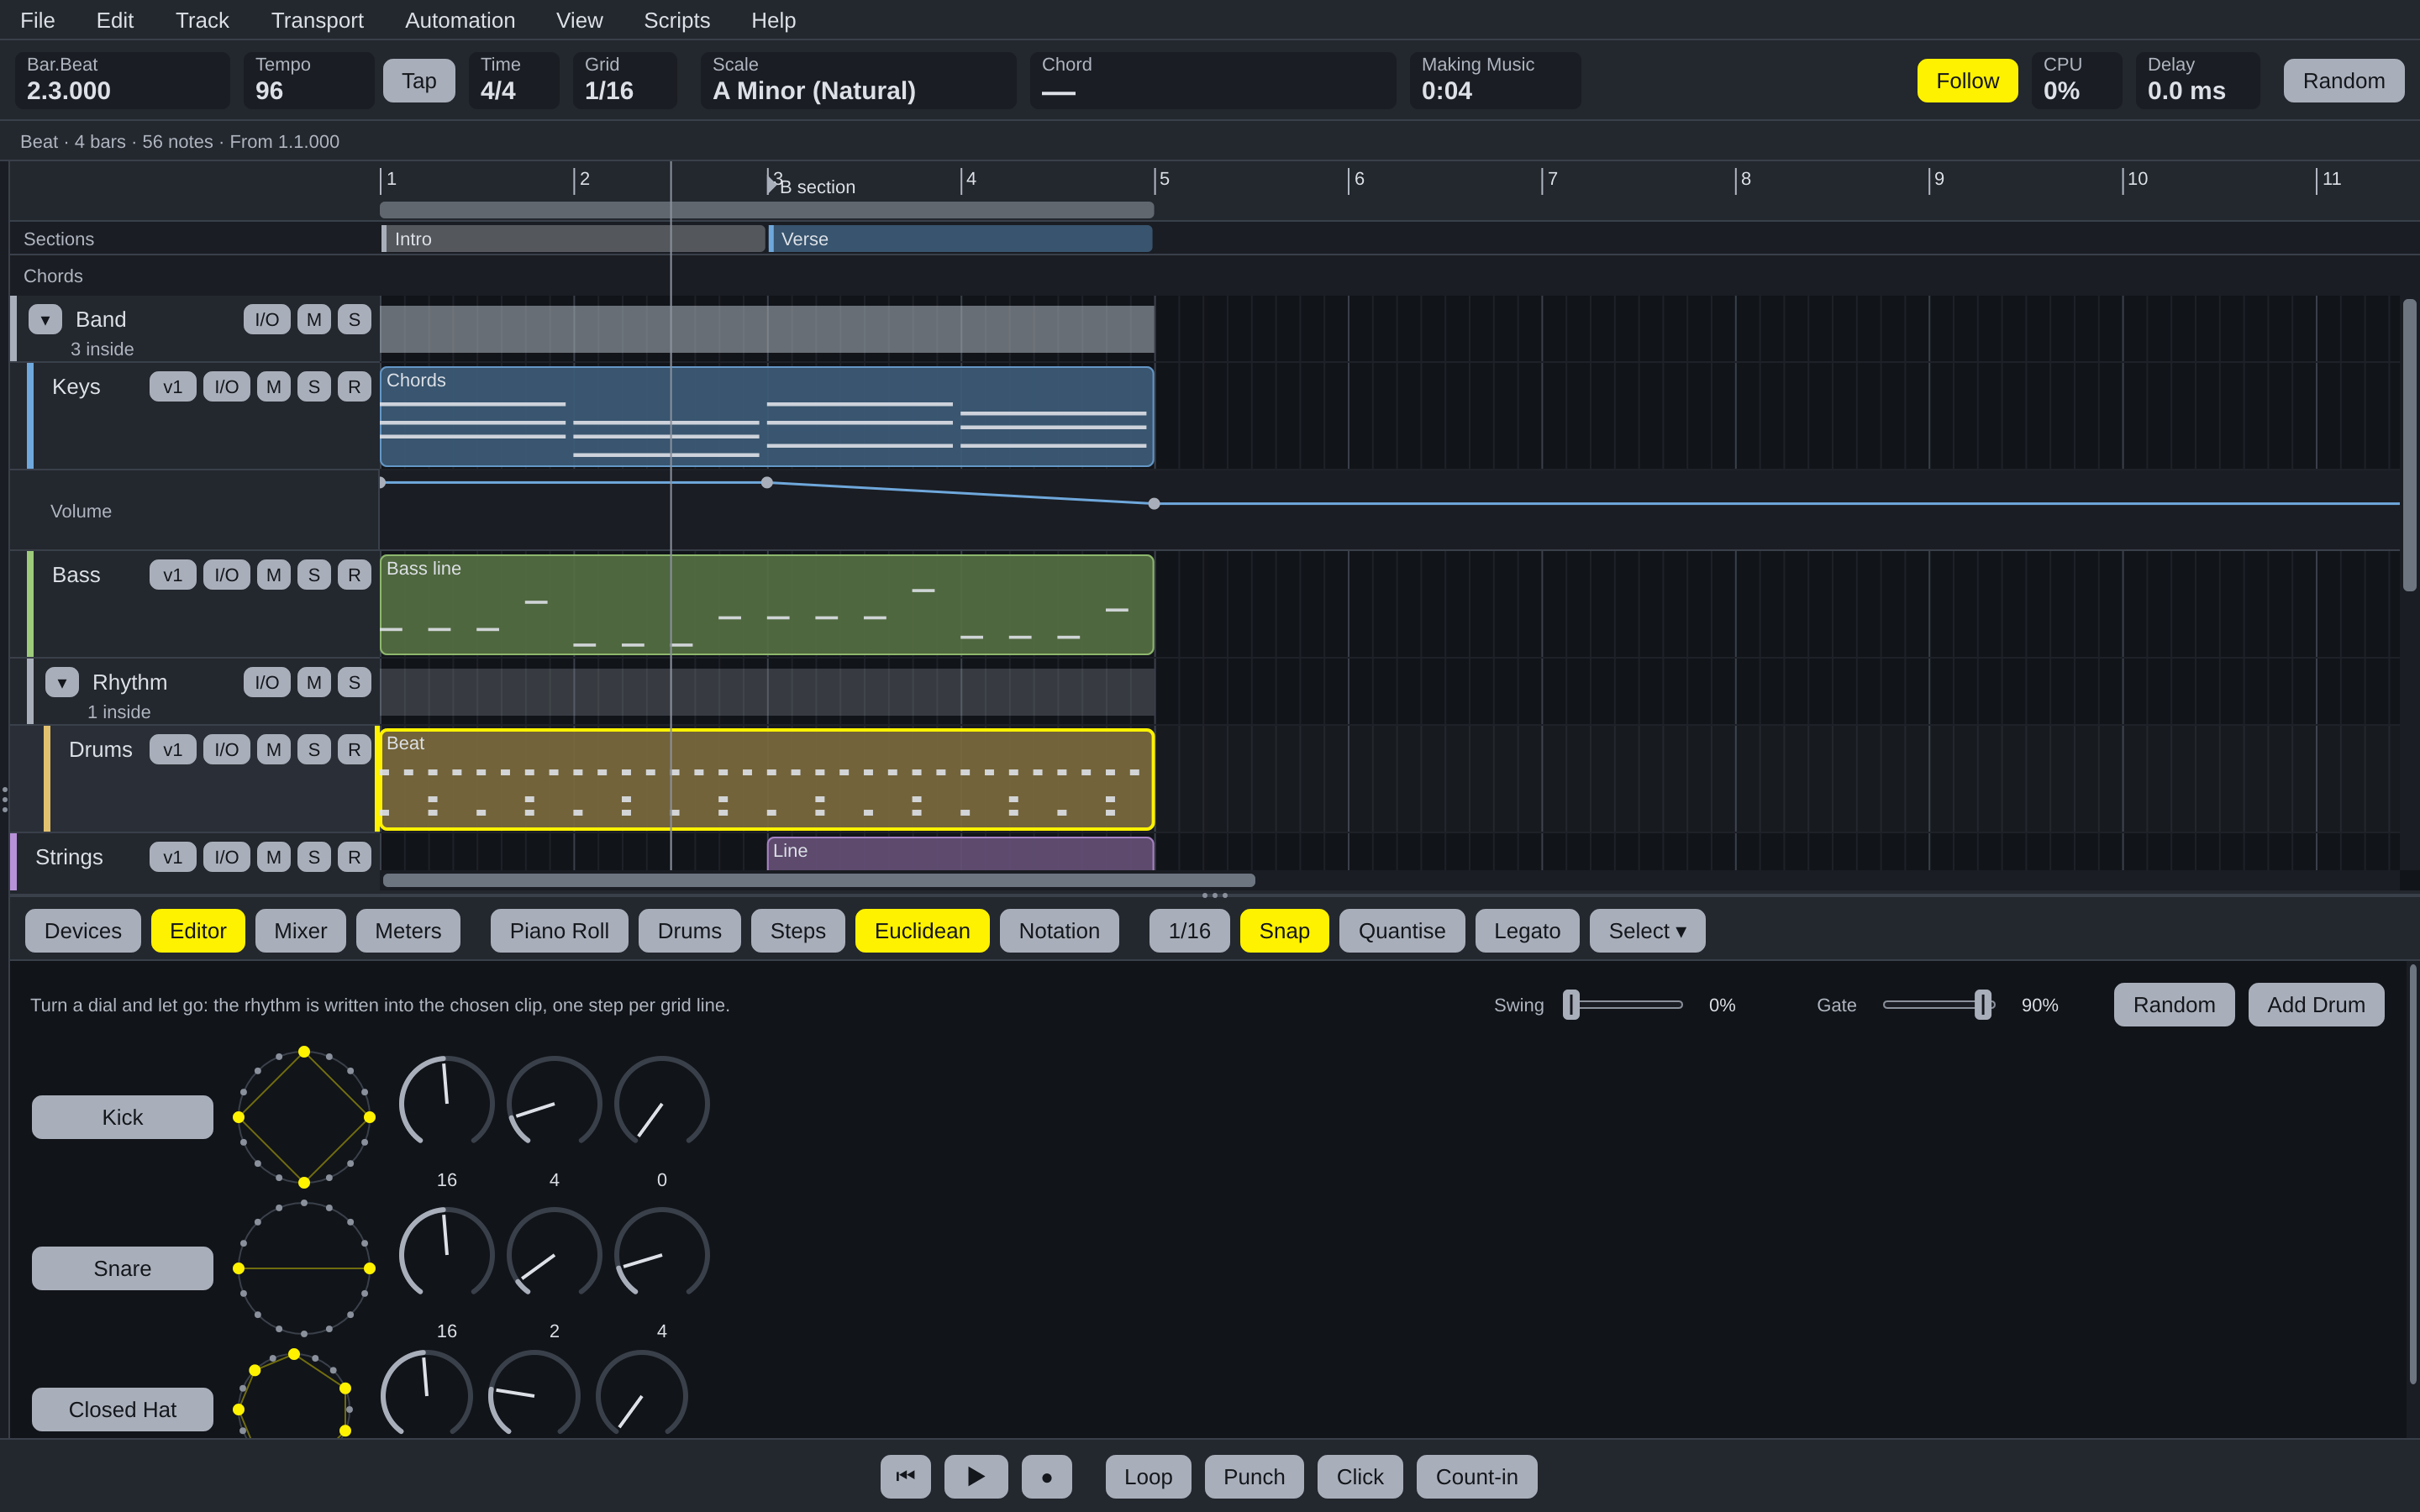 File Edit Track Transport Automation View Scripts Help
Bar.Beat Tempo Time Grid Scale Chord Making Music CPU Delay
2.3.000 96 Tap 4/4 1/16 A Minor (Natural) — 0:04 Follow 0% 0.0 ms Random
Beat · 4 bars · 56 notes · From 1.1.000
1 2 3 4 5 6 7 8 9 10 11
B section
Sections Intro Verse
Chords
▾ Band I/O M S
3 inside
Keys v1 I/O M S R Chords
Volume
Bass v1 I/O M S R Bass line
▾ Rhythm I/O M S
1 inside
Drums v1 I/O M S R Beat
Strings v1 I/O M S R Line
Devices Editor Mixer Meters Piano Roll Drums Steps Euclidean Notation 1/16 Snap Quantise Legato Select ▾
Turn a dial and let go: the rhythm is written into the chosen clip, one step per grid line. Swing 0% Gate 90% Random Add Drum
Kick
16 4 0
Snare
16 2 4
Closed Hat
Loop Punch Click Count-in